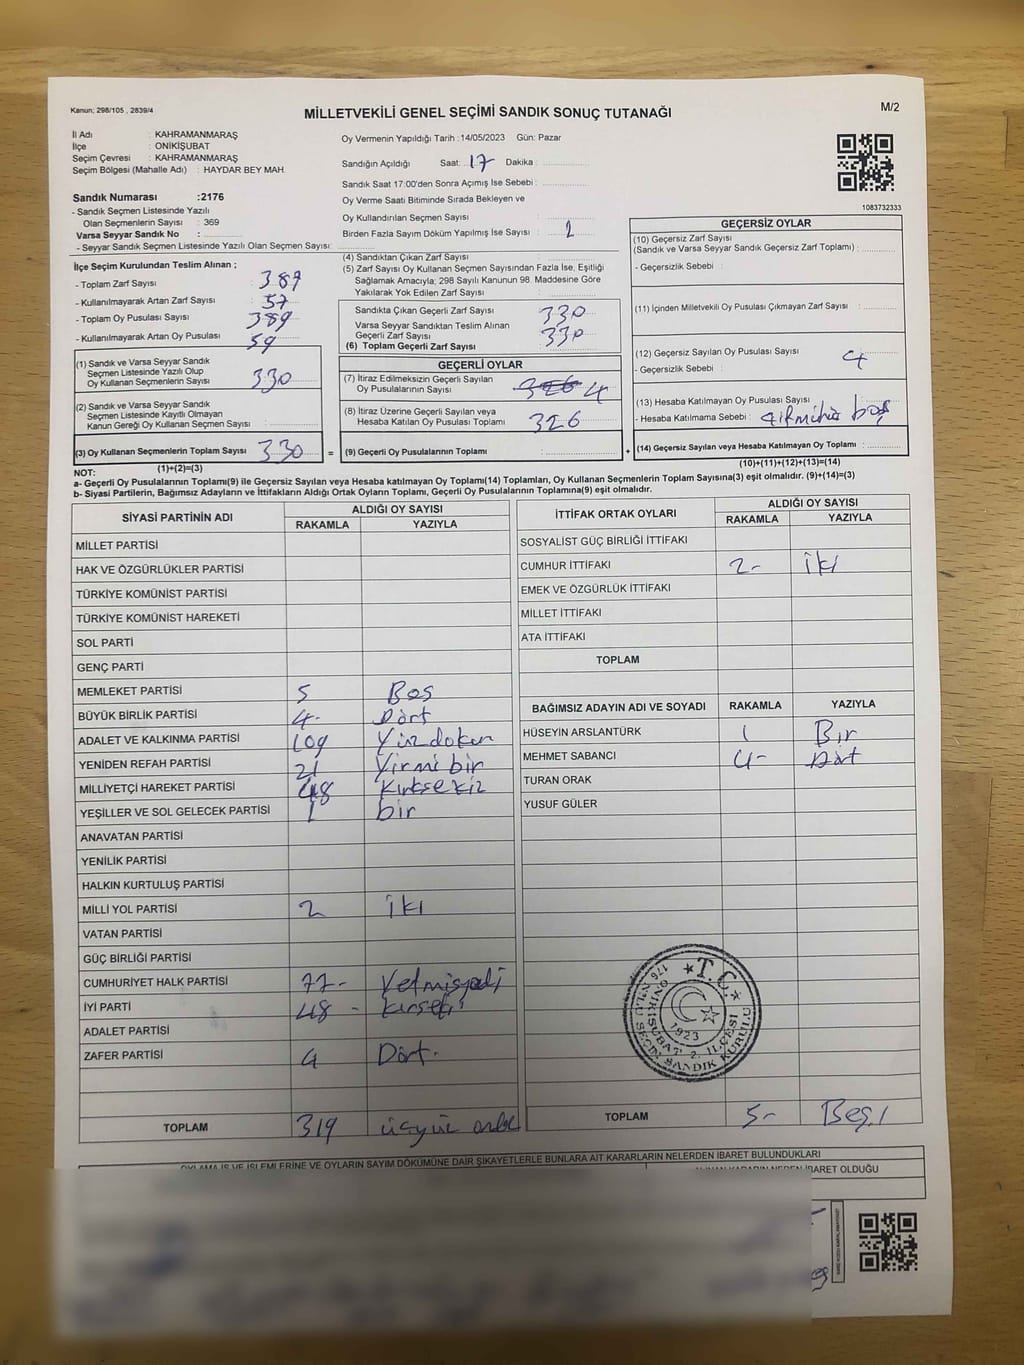 Kanun; 298/105 , 2839/4
MİLLETVEKİLİ GENEL SEÇİMİ SANDIK SONUÇ TUTANAĞI
M/2
İl Adı : KAHRAMANMARAŞ
İlçe : ONİKİŞUBAT
Seçim Çevresi : KAHRAMANMARAŞ
Seçim Bölgesi (Mahalle Adı) : HAYDAR BEY MAH.
Sandık Numarası :2176
- Sandık Seçmen Listesinde Yazılı
Olan Seçmenlerin Sayısı : 369
Varsa Seyyar Sandık No :
- Seyyar Sandık Seçmen Listesinde Yazılı Olan Seçmen Sayısı:
Oy Vermenin Yapıldığı Tarih :14/05/2023 Gün: Pazar
Sandığın Açıldığı Saat: 17 Dakika :
Sandık Saat 17:00'den Sonra Açımış İse Sebebi :
Oy Verme Saati Bitiminde Sırada Bekleyen ve
Oy Kullandırılan Seçmen Sayısı :
Birden Fazla Sayım Döküm Yapılmış İse Sayısı : 2
1083732333
İlçe Seçim Kurulundan Teslim Alınan ;
- Toplam Zarf Sayısı : 387
- Kullanılmayarak Artan Zarf Sayısı : 57
- Toplam Oy Pusulası Sayısı : 389
- Kullanılmayarak Artan Oy Pusulası : 59
(1) Sandık ve Varsa Seyyar Sandık
Seçmen Listesinde Yazılı Olup
Oy Kullanan Seçmenlerin Sayısı : 330
(2) Sandık ve Varsa Seyyar Sandık
Seçmen Listesinde Kayıtlı Olmayan
Kanun Gereği Oy Kullanan Seçmen Sayısı :
(3) Oy Kullanan Seçmenlerin Toplam Sayısı : 330
(1)+(2)=(3)
(4) Sandıktan Çıkan Zarf Sayısı :
(5) Zarf Sayısı Oy Kullanan Seçmen Sayısından Fazla İse, Eşitliği
Sağlamak Amacıyla; 298 Sayılı Kanunun 98. Maddesine Göre
Yakılarak Yok Edilen Zarf Sayısı :
Sandıkta Çıkan Geçerli Zarf Sayısı : 330
Varsa Seyyar Sandıktan Teslim Alınan
Geçerli Zarf Sayısı : 330
(6) Toplam Geçerli Zarf Sayısı :
GEÇERLİ OYLAR
(7) İtiraz Edilmeksizin Geçerli Sayılan
Oy Pusulalarının Sayısı : 326 4
(8) İtiraz Üzerine Geçerli Sayılan veya
Hesaba Katılan Oy Pusulası Toplamı : 326
= (9) Geçerli Oy Pusulalarının Toplamı : +
GEÇERSİZ OYLAR
(10) Geçersiz Zarf Sayısı
(Sandık ve Varsa Seyyar Sandık Geçersiz Zarf Toplamı) :
- Geçersizlik Sebebi :
(11) İçinden Milletvekili Oy Pusulası Çıkmayan Zarf Sayısı :
(12) Geçersiz Sayılan Oy Pusulası Sayısı : 4
- Geçersizlik Sebebi :
(13) Hesaba Katılmayan Oy Pusulası Sayısı :
- Hesaba Katılmama Sebebi : boş
(14) Geçersiz Sayılan veya Hesaba Katılmayan Oy Toplamı :
(10)+(11)+(12)+(13)=(14)
NOT:
a- Geçerli Oy Pusulalarının Toplamı(9) ile Geçersiz Sayılan veya Hesaba katılmayan Oy Toplamı(14) Toplamları, Oy Kullanan Seçmenlerin Toplam Sayısına(3) eşit olmalıdır. (9)+(14)=(3)
b- Siyasi Partilerin, Bağımsız Adayların ve İttifakların Aldığı Ortak Oyların Toplamı, Geçerli Oy Pusulalarının Toplamına(9) eşit olmalıdır.
SİYASİ PARTİNİN ADI ALDIĞI OY SAYISI
RAKAMLA YAZIYLA
MİLLET PARTİSİ
HAK VE ÖZGÜRLÜKLER PARTİSİ
TÜRKİYE KOMÜNİST PARTİSİ
TÜRKİYE KOMÜNİST HAREKETİ
SOL PARTİ
GENÇ PARTİ
MEMLEKET PARTİSİ 5 Beş
BÜYÜK BİRLİK PARTİSİ 4- Dört
ADALET VE KALKINMA PARTİSİ 109 Yüzdokuz
YENİDEN REFAH PARTİSİ 21 Yirmi bir
MİLLİYETÇİ HAREKET PARTİSİ 48 Kırksekiz
YEŞİLLER VE SOL GELECEK PARTİSİ 1 bir
ANAVATAN PARTİSİ
YENİLİK PARTİSİ
HALKIN KURTULUŞ PARTİSİ
MİLLİ YOL PARTİSİ 2 İki
VATAN PARTİSİ
GÜÇ BİRLİĞİ PARTİSİ
CUMHURİYET HALK PARTİSİ 77- Yetmişyedi
İYİ PARTİ 48 -
ADALET PARTİSİ
ZAFER PARTİSİ 4 Dört.
TOPLAM 319 üçyüz
İTTİFAK ORTAK OYLARI ALDIĞI OY SAYISI
RAKAMLA YAZIYLA
SOSYALİST GÜÇ BİRLİĞİ İTTİFAKI
CUMHUR İTTİFAKI 2- İki
EMEK VE ÖZGÜRLÜK İTTİFAKI
MİLLET İTTİFAKI
ATA İTTİFAKI
TOPLAM
BAĞIMSIZ ADAYIN ADI VE SOYADI RAKAMLA YAZIYLA
HÜSEYİN ARSLANTÜRK 1 Bir
MEHMET SABANCI 4- Dört
TURAN ORAK
YUSUF GÜLER
T.C.
ONİKİŞUBAT 2. İLÇESİ
SEÇİM SANDIK KURULU
1923
TOPLAM 5- Beş.
OYLAMA İŞ VE İŞLEMLERİNE VE OYLARIN SAYIM DÖKÜMÜNE DAİR ŞİKAYETLERLE BUNLARA AİT KARARLARIN NELERDEN İBARET BULUNDUKLARI